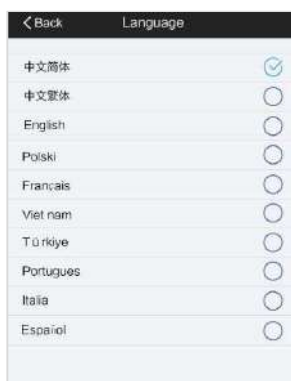 Back Language
中文简体
中文繁体
English
Polski
Français
Viet nam
Tü rkiye
Portugues
Italia
Español